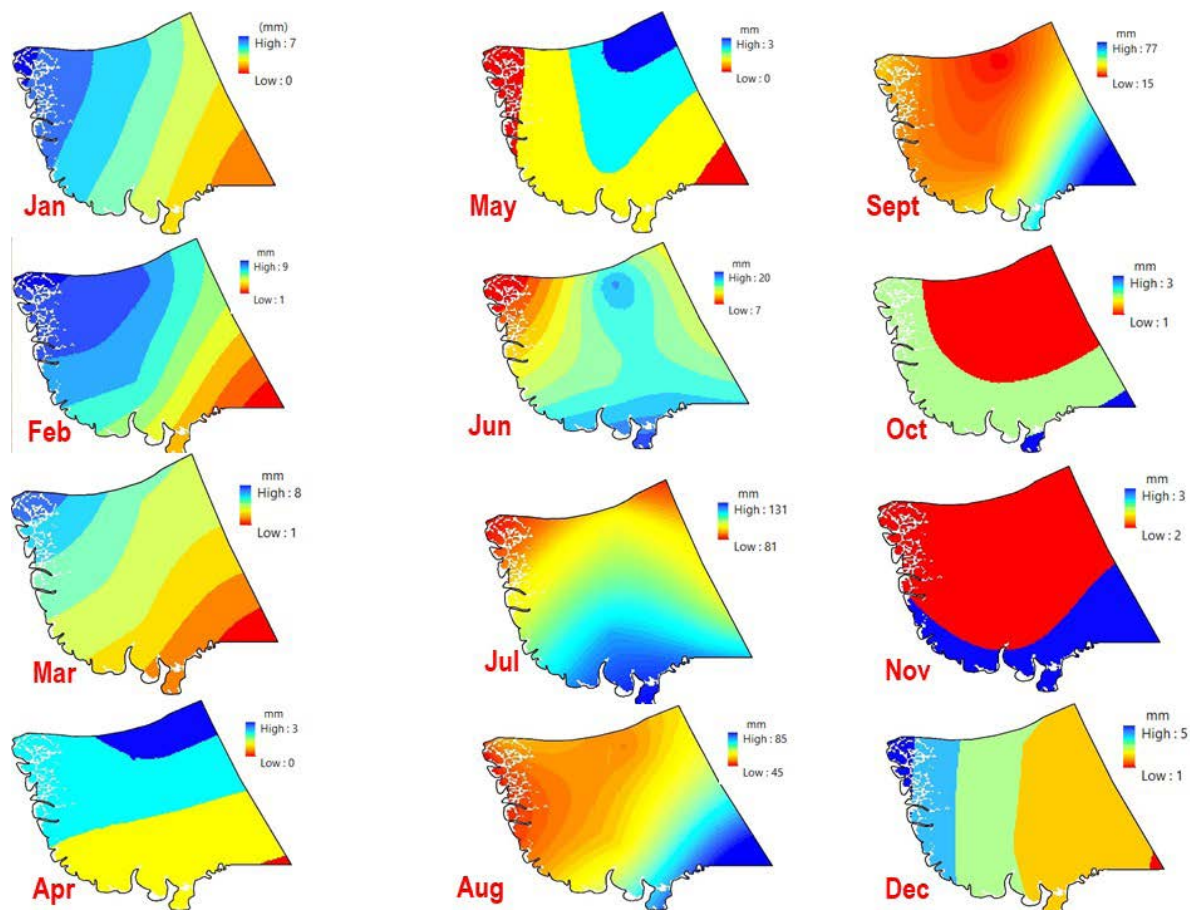 (mm)
High : 7
Low : 0
Jan
mm
High : 3
Low : 0
May
mm
High : 77
Low : 15
Sept
mm
High : 9
Low : 1
Feb
mm
High : 20
Low : 7
Jun
mm
High : 3
Low : 1
Oct
mm
High : 8
Low : 1
Mar
mm
High : 131
Low : 81
Jul
mm
High : 3
Low : 2
Nov
mm
High : 3
Low : 0
Apr
mm
High : 85
Low : 45
Aug
mm
High : 5
Low : 1
Dec